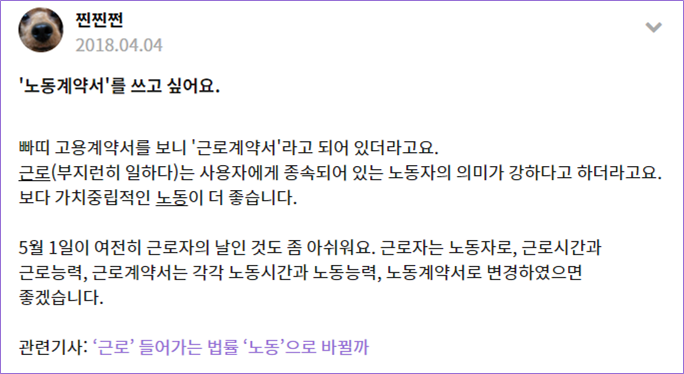 찐찐쩐
2018.04.04
'노동계약서'를 쓰고 싶어요.
빠띠 고용계약서를 보니 '근로계약서'라고 되어 있더라고요.
근로(부지런히 일하다)는 사용자에게 종속되어 있는 노동자의 의미가 강하다고 하더라고요.
보다 가치중립적인 노동이 더 좋습니다.
5월 1일이 여전히 근로자의 날인 것도 좀 아쉬워요. 근로자는 노동자로, 근로시간과
근로능력, 근로계약서는 각각 노동시간과 노동능력, 노동계약서로 변경하였으면
좋겠습니다.
관련기사: ‘근로’ 들어가는 법률 ‘노동’으로 바뀔까